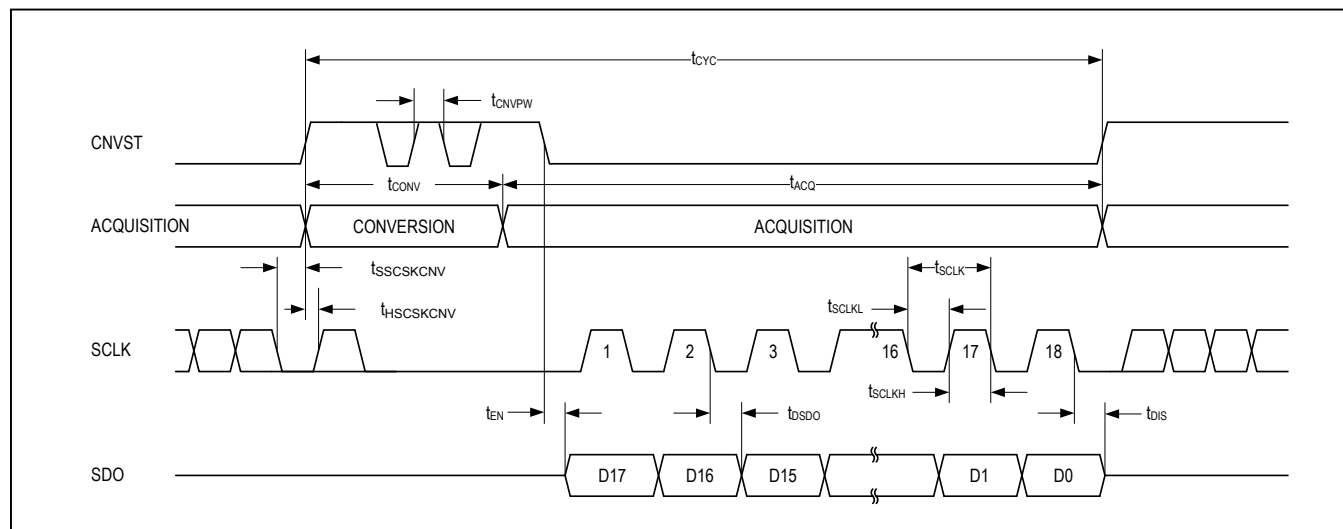 tCYC
tCNVPW
CNVST
tCONV
tACQ
ACQUISITION
CONVERSION
ACQUISITION
tSSCSKCNV
tSCLK
tHSCSKCNV
tSCLKL
SCLK
1
2
3
16
17
18
tSCLKH
tEN
tDSDO
tDIS
SDO
D17
D16
D15
D1
D0